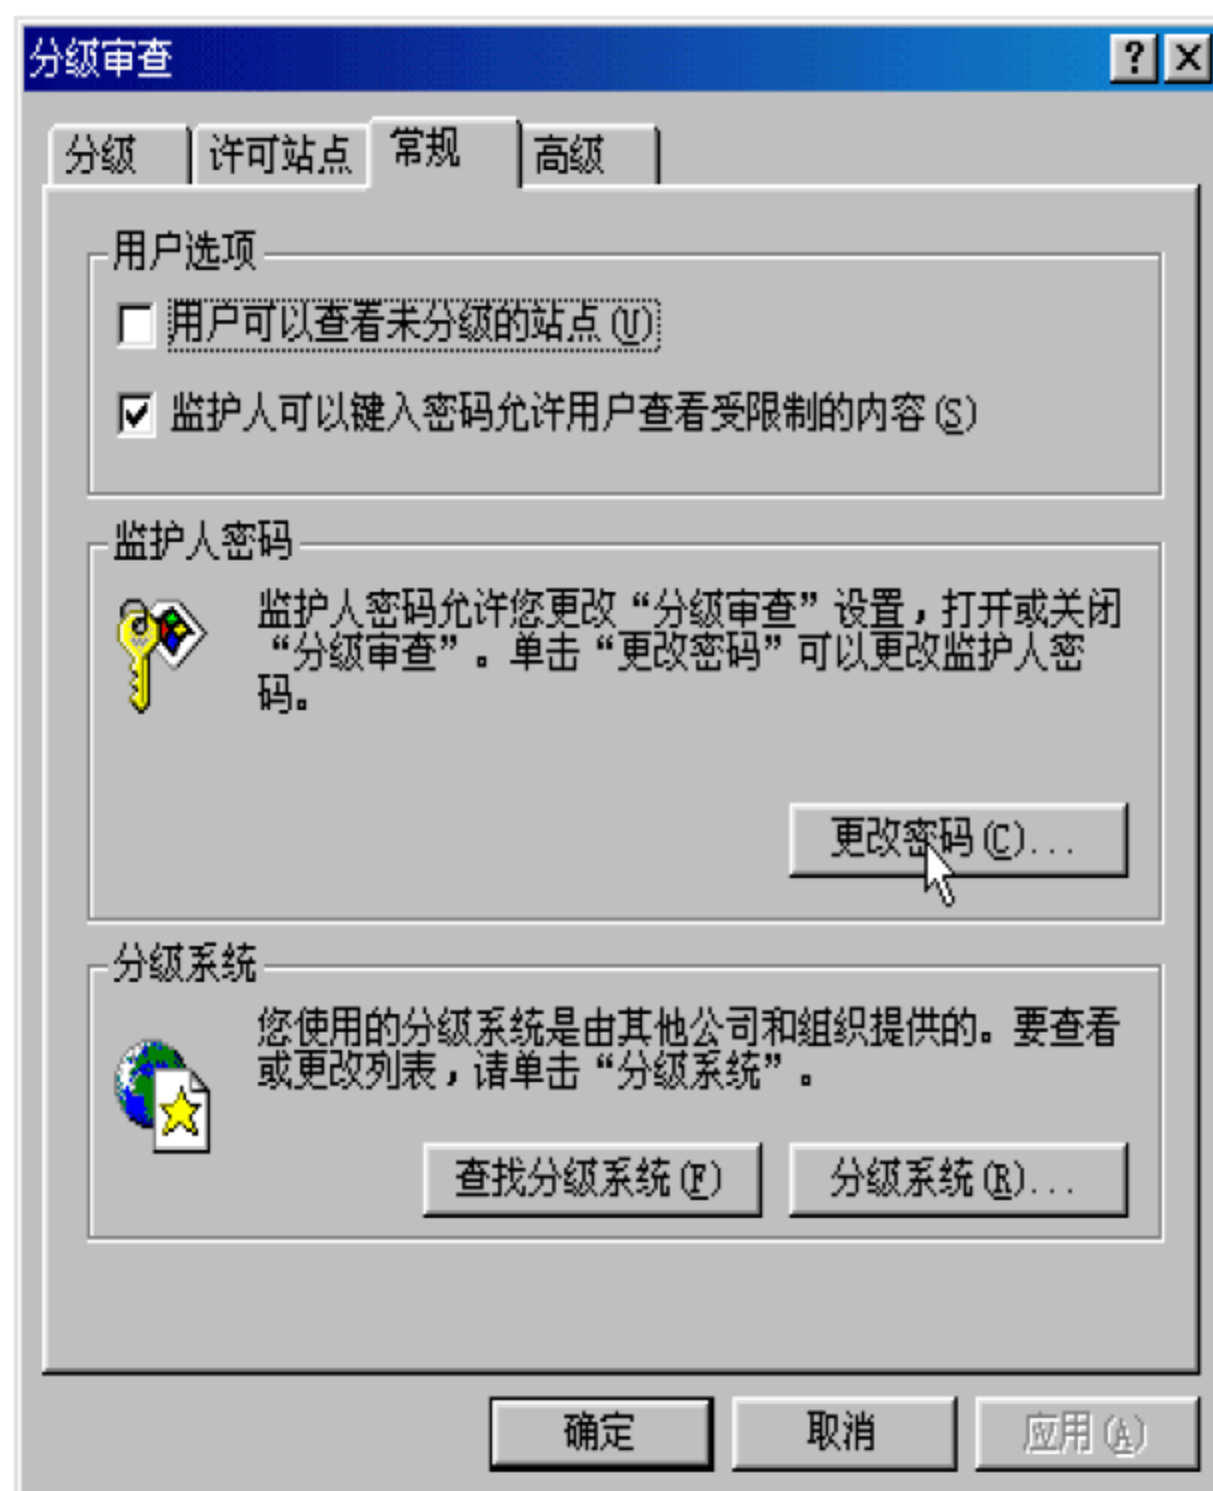 分级审查
分级 许可站点 常规 高级
用户选项
用户可以查看未分级的站点(U)
监护人可以键入密码允许用户查看受限制的内容(S)
监护人密码
监护人密码允许您更改“分级审查”设置，打开或关闭
“分级审查”。单击“更改密码”可以更改监护人密
码。
更改密码(C)...
分级系统
您使用的分级系统是由其他公司和组织提供的。要查看
或更改列表，请单击“分级系统”。
查找分级系统(F) 分级系统(R)...
确定 取消 应用(A)